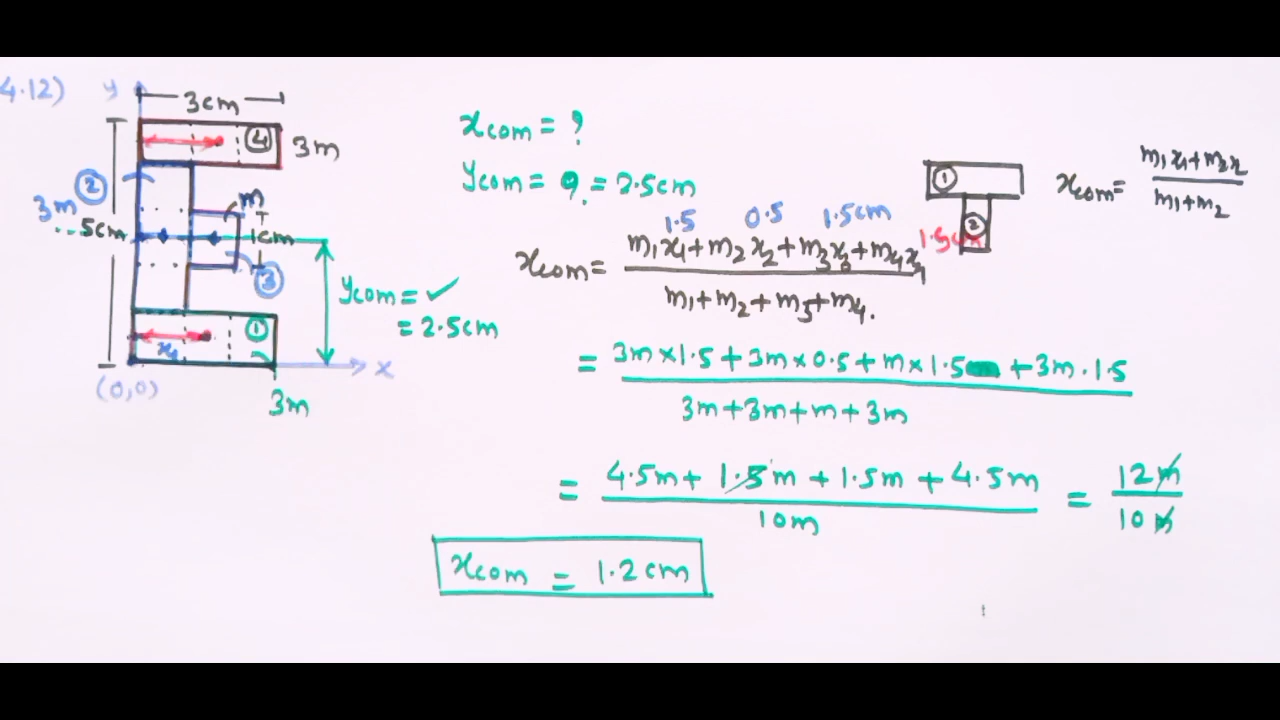 4.12)
y
3cm
4
3m
2
3m
5cm
m
1cm
3
Ycom = ✓
= 2.5cm
x₁
1
x
(0,0)
3m
xcom = ?
Ycom = ? = 2.5cm
1
2
xcom = m₁x₁+m₂x / m₁+m₂
1.5 0.5 1.5cm 1.5cm
xcom = m₁x₁+m₂x₂+m₃x₃+m₄x₄ / m₁+m₂+m₃+m₄.
= 3m×1.5+3m×0.5+m×1.5 +3m.1.5 / 3m+3m+m+3m
= 4.5m+ 1.5m + 1.5m + 4.5m / 10m = 12m / 10m
xcom = 1.2cm